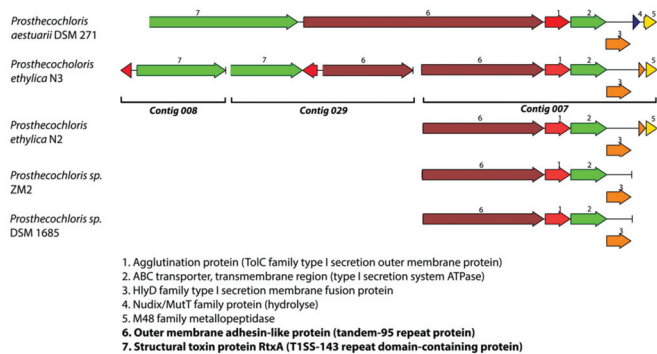 7 6 1 2 4 5
Prosthecochloris
aestuarii DSM 271
3
7 7 6 6 1 2 5
Prosthecocholoris
ethylica N3
3
Contig 008 Contig 029 Contig 007
Prosthecochloris
ethylica N2
6 1 2 5
3
Prosthecochloris sp.
ZM2
6 1 2
3
Prosthecochloris sp.
DSM 1685
6 1 2
3
1. Agglutination protein (TolC family type I secretion outer membrane protein)
2. ABC transporter, transmembrane region (type I secretion system ATPase)
3. HlyD family type I secretion membrane fusion protein
4. Nudix/MutT family protein (hydrolyse)
5. M48 family metallopeptidase
6. Outer membrane adhesin-like protein (tandem-95 repeat protein)
7. Structural toxin protein RtxA (T1SS-143 repeat domain-containing protein)